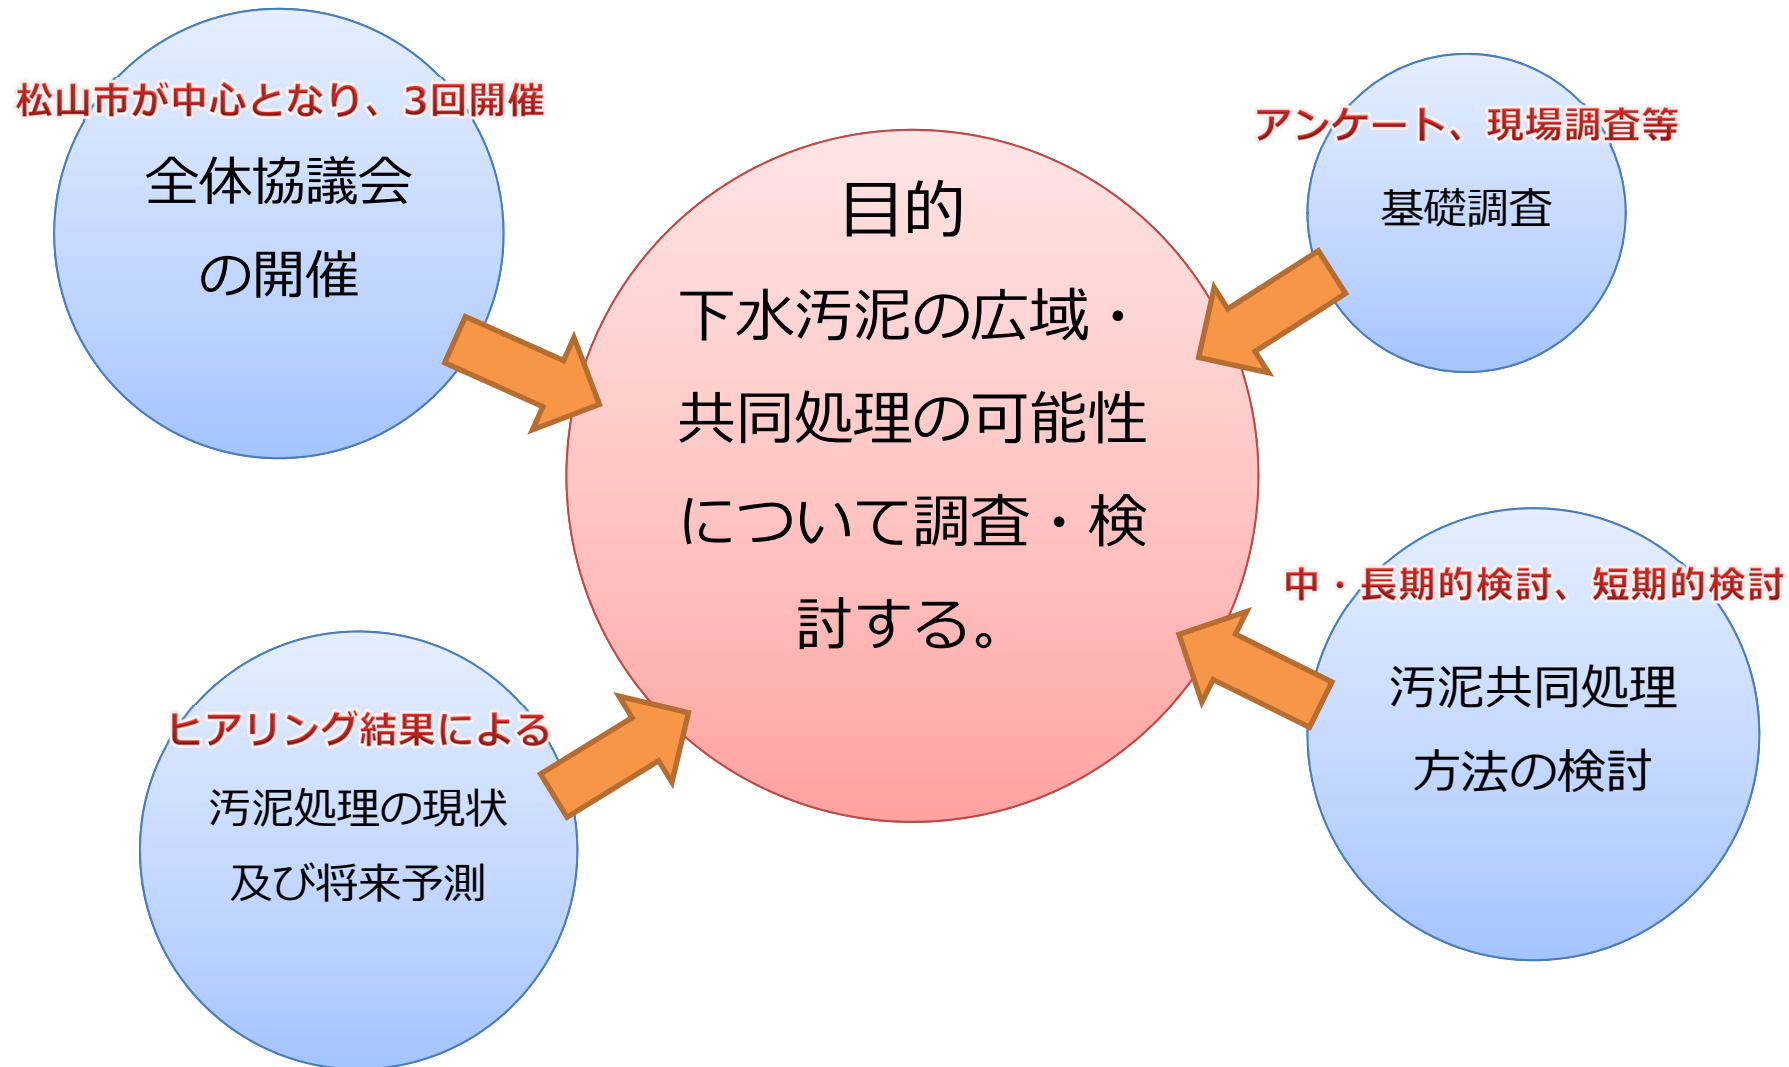 松山市が中心となり、3回開催
全体協議会
の開催
アンケート、現場調査等
基礎調査
目的
下水汚泥の広域・
共同処理の可能性
について調査・検
討する。
ヒアリング結果による
汚泥処理の現状
及び将来予測
中・長期的検討、短期的検討
汚泥共同処理
方法の検討